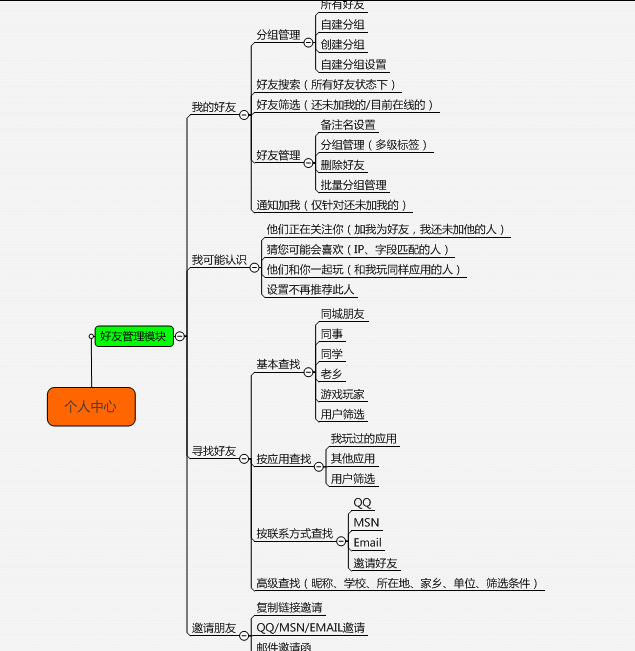 所有好友
自建分组
分组管理
创建分组
自建分组设置
好友搜索（所有好友状态下）
我的好友
好友筛选（还未加我的/目前在线的）
备注名设置
分组管理（多级标签）
好友管理
删除好友
批量分组管理
通知加我（仅针对还未加我的）
他们正在关注你（加我为好友，我还未加他的人）
猜您可能会喜欢（IP、字段匹配的人）
我可能认识
他们和你一起玩（和我玩同样应用的人）
设置不再推荐此人
同城朋友
好友管理模块
同事
同学
基本查找
老乡
游戏玩家
个人中心
用户筛选
我玩过的应用
寻找好友
按应用查找
其他应用
用户筛选
QQ
MSN
按联系方式查找
Email
邀请好友
高级查找（昵称、学校、所在地、家乡、单位、筛选条件）
复制链接邀请
邀请朋友
QQ/MSN/EMAIL邀请
邮件邀请函